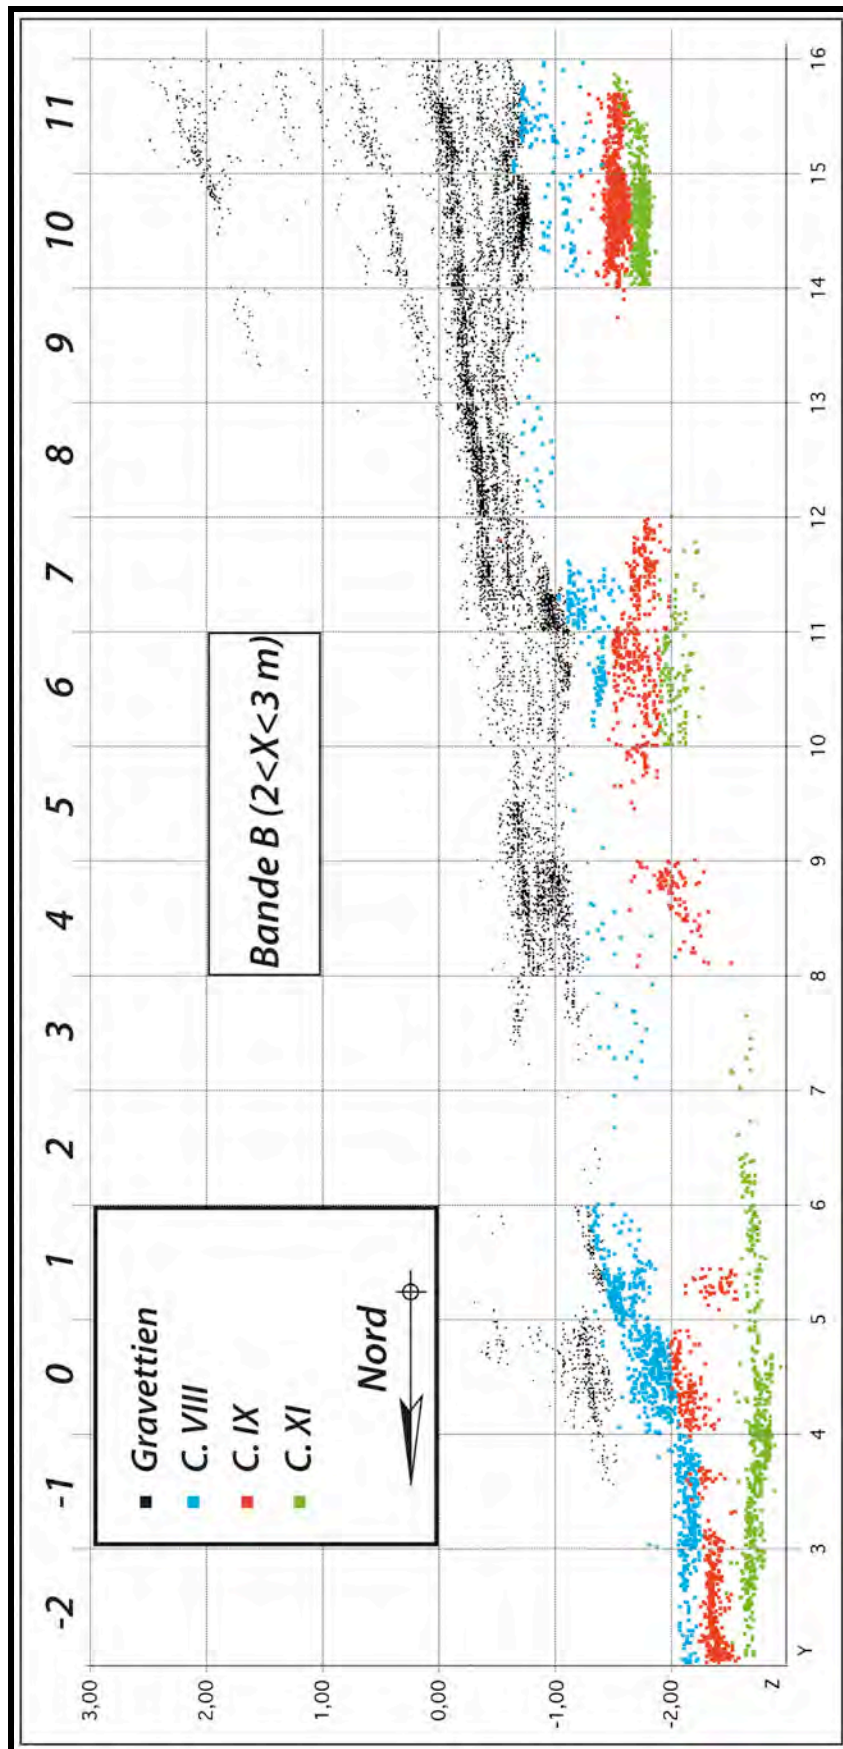 -2 -1 0 1 2 3 4 5 6 7 8 9 10 11
3,00
2,00
1,00
0,00
-1,00
-2,00
Z
Y
3 4 5 6 7 8 9 10 11 12 13 14 15 16
Gravettien
C. VIII
C. IX
C. XI
Nord
Bande B (2<X<3 m)